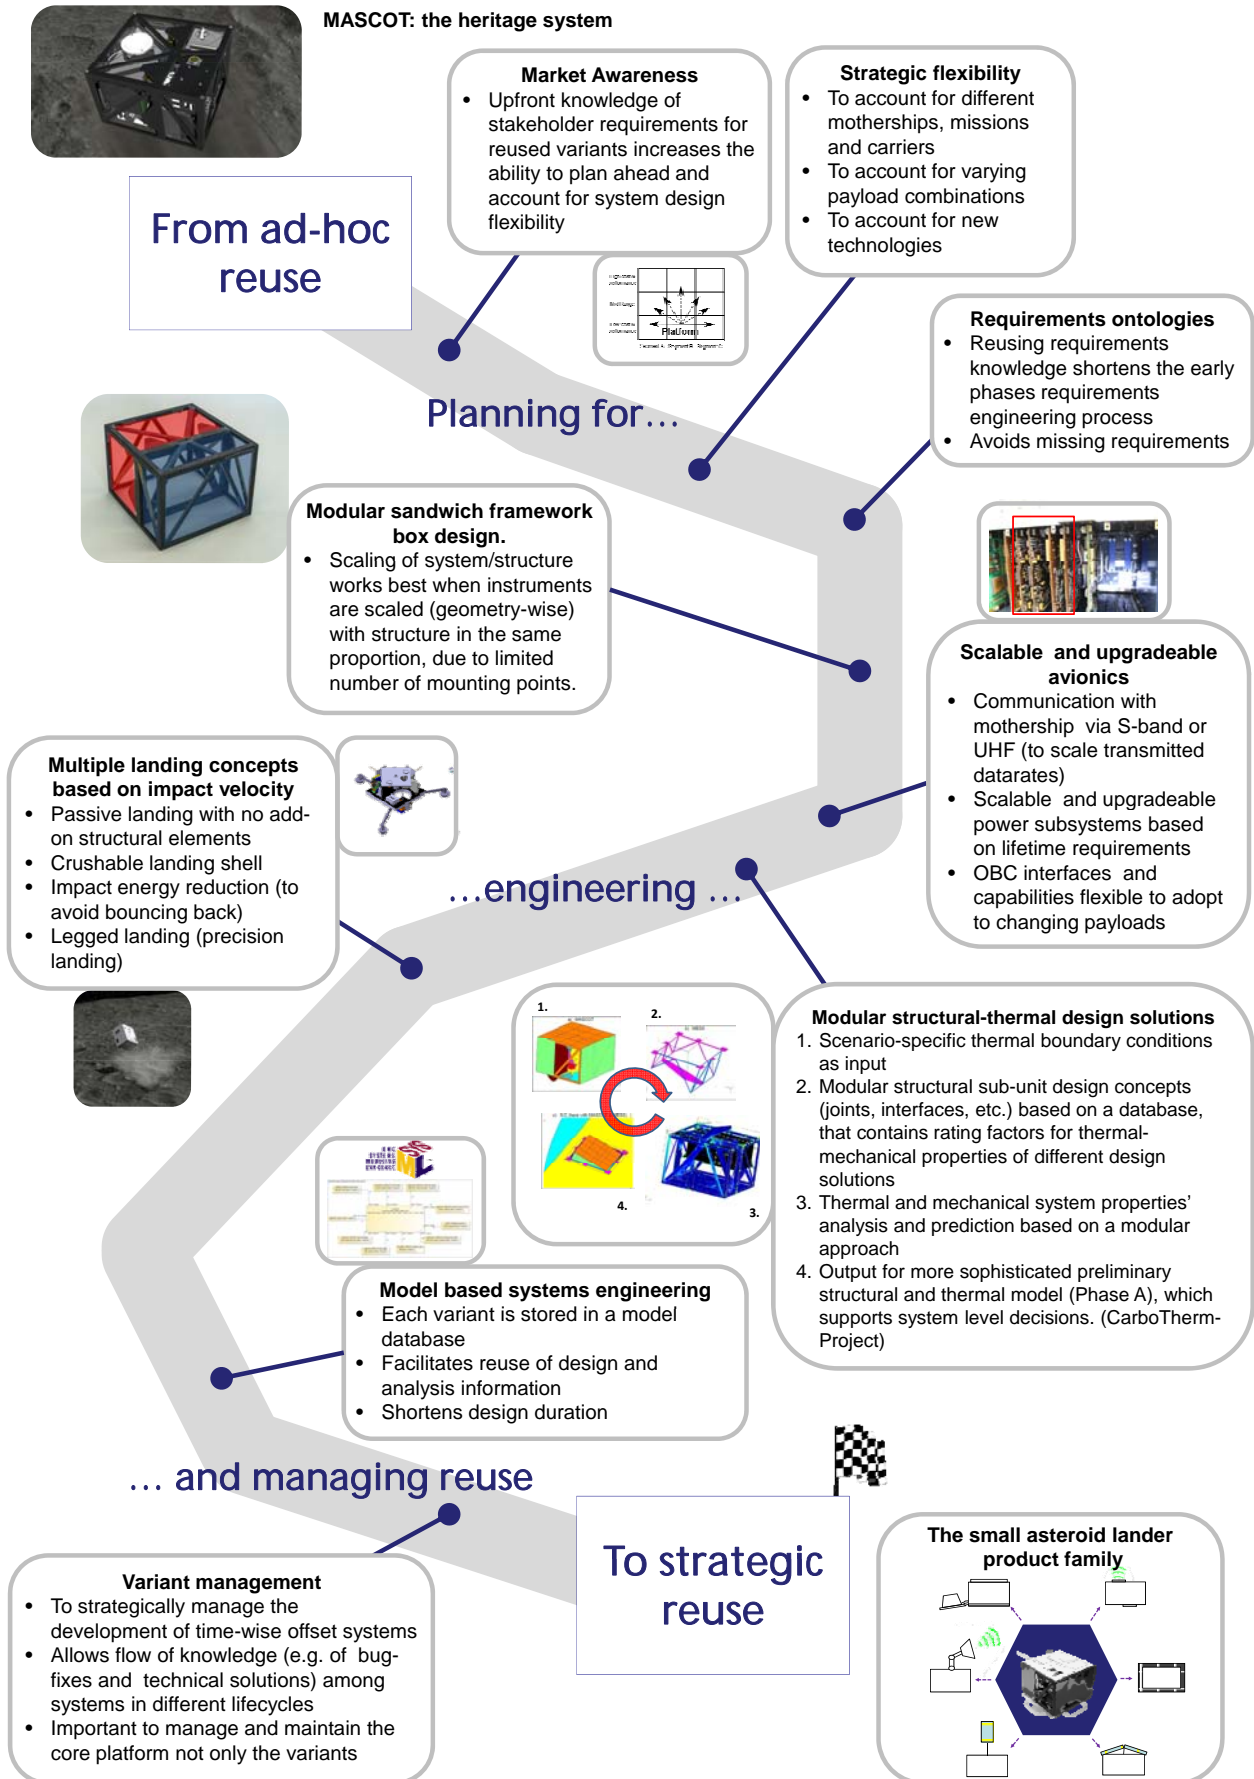 MASCOT: the heritage system
Market Awareness
• Upfront knowledge of
stakeholder requirements for
reused variants increases the
ability to plan ahead and
account for system design
flexibility
Strategic flexibility
• To account for different
motherships, missions
and carriers
• To account for varying
payload combinations
• To account for new
technologies
From ad-hoc
reuse
Platform
Requirements ontologies
• Reusing requirements
knowledge shortens the early
phases requirements
engineering process
• Avoids missing requirements
Planning for...
Modular sandwich framework
box design.
• Scaling of system/structure
works best when instruments
are scaled (geometry-wise)
with structure in the same
proportion, due to limited
number of mounting points.
Scalable and upgradeable
avionics
• Communication with
mothership via S-band or
UHF (to scale transmitted
datarates)
• Scalable and upgradeable
power subsystems based
on lifetime requirements
• OBC interfaces and
capabilities flexible to adopt
to changing payloads
Multiple landing concepts
based on impact velocity
• Passive landing with no add-
on structural elements
• Crushable landing shell
• Impact energy reduction (to
avoid bouncing back)
• Legged landing (precision
landing)
...engineering ...
1.
2.
3.
4.
Modular structural-thermal design solutions
1. Scenario-specific thermal boundary conditions
as input
2. Modular structural sub-unit design concepts
(joints, interfaces, etc.) based on a database,
that contains rating factors for thermal-
mechanical properties of different design
solutions
3. Thermal and mechanical system properties’
analysis and prediction based on a modular
approach
4. Output for more sophisticated preliminary
structural and thermal model (Phase A), which
supports system level decisions. (CarboTherm-
Project)
SysML
Model based systems engineering
• Each variant is stored in a model
database
• Facilitates reuse of design and
analysis information
• Shortens design duration
... and managing reuse
To strategic
reuse
Variant management
• To strategically manage the
development of time-wise offset systems
• Allows flow of knowledge (e.g. of bug-
fixes and technical solutions) among
systems in different lifecycles
• Important to manage and maintain the
core platform not only the variants
The small asteroid lander
product family